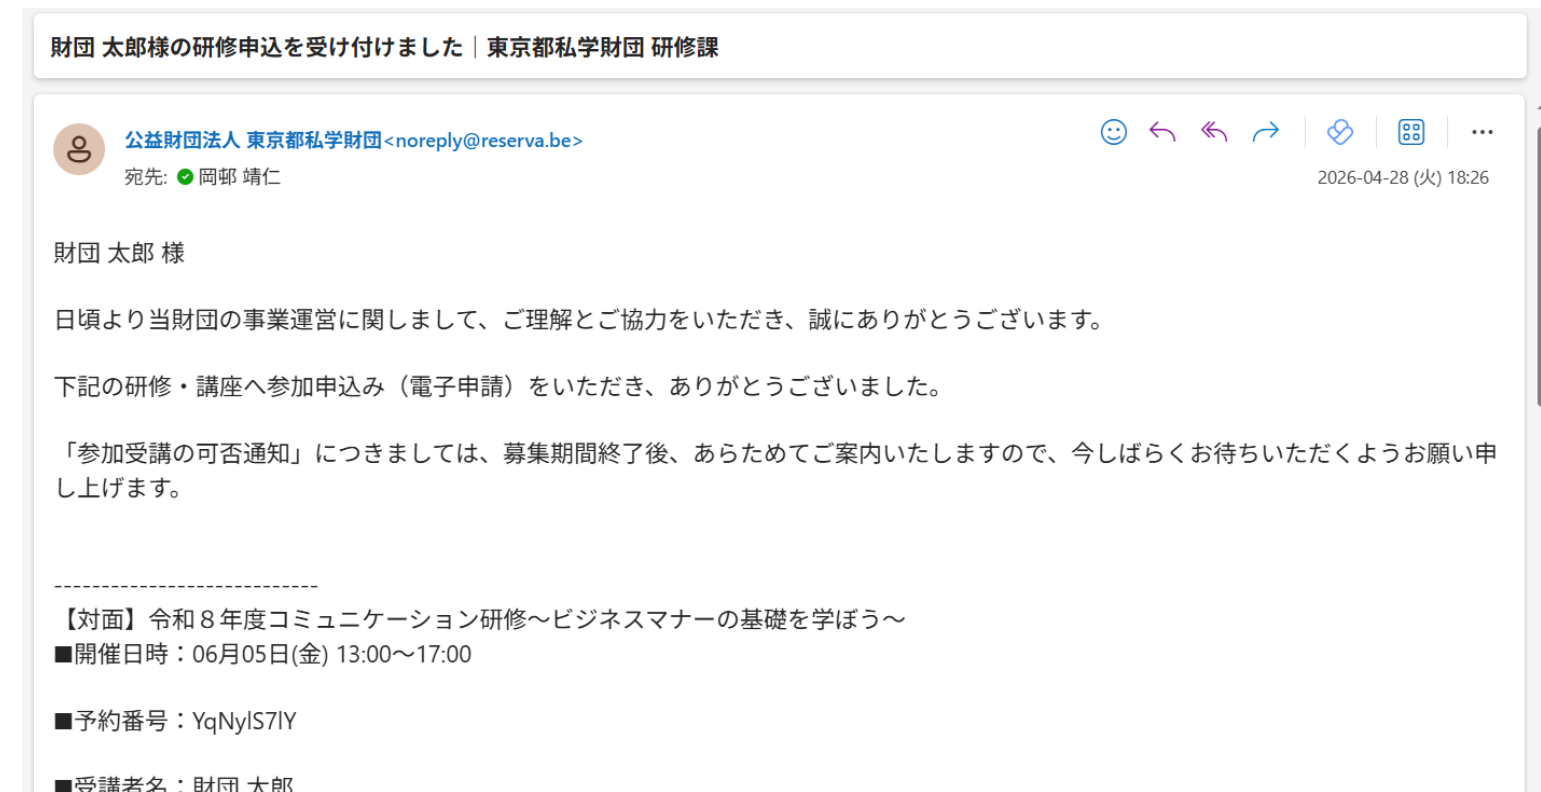 財団 太郎様の研修申込を受け付けました｜東京都私学財団 研修課
公益財団法人 東京都私学財団<noreply@reserva.be>
宛先: 岡邨 靖仁
2026-04-28 (火) 18:26
財団 太郎 様
日頃より当財団の事業運営に関しまして、ご理解とご協力をいただき、誠にありがとうございます。
下記の研修・講座へ参加申込み（電子申請）をいただき、ありがとうございました。
「参加受講の可否通知」につきましては、募集期間終了後、あらためてご案内いたしますので、今しばらくお待ちいただくようお願い申
し上げます。
----------------------------
【対面】令和８年度コミュニケーション研修～ビジネスマナーの基礎を学ぼう～
■開催日時：06月05日(金) 13:00～17:00
■予約番号：YqNylS7lY
■受講者名：財団 太郎